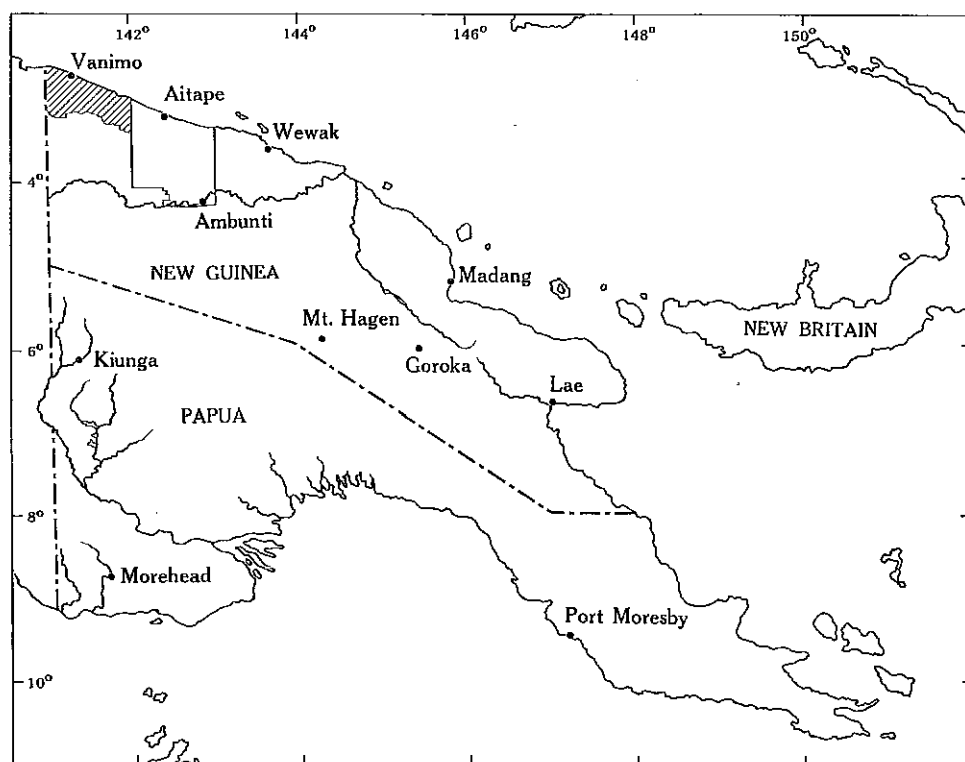 142°
144°
146°
148°
150°
Vanimo
Aitape
Wewak
4°
Ambunti
NEW GUINEA
Madang
Mt. Hagen
NEW BRITAIN
6°
Kiunga
Goroka
Lae
PAPUA
8°
Morehead
Port Moresby
10°